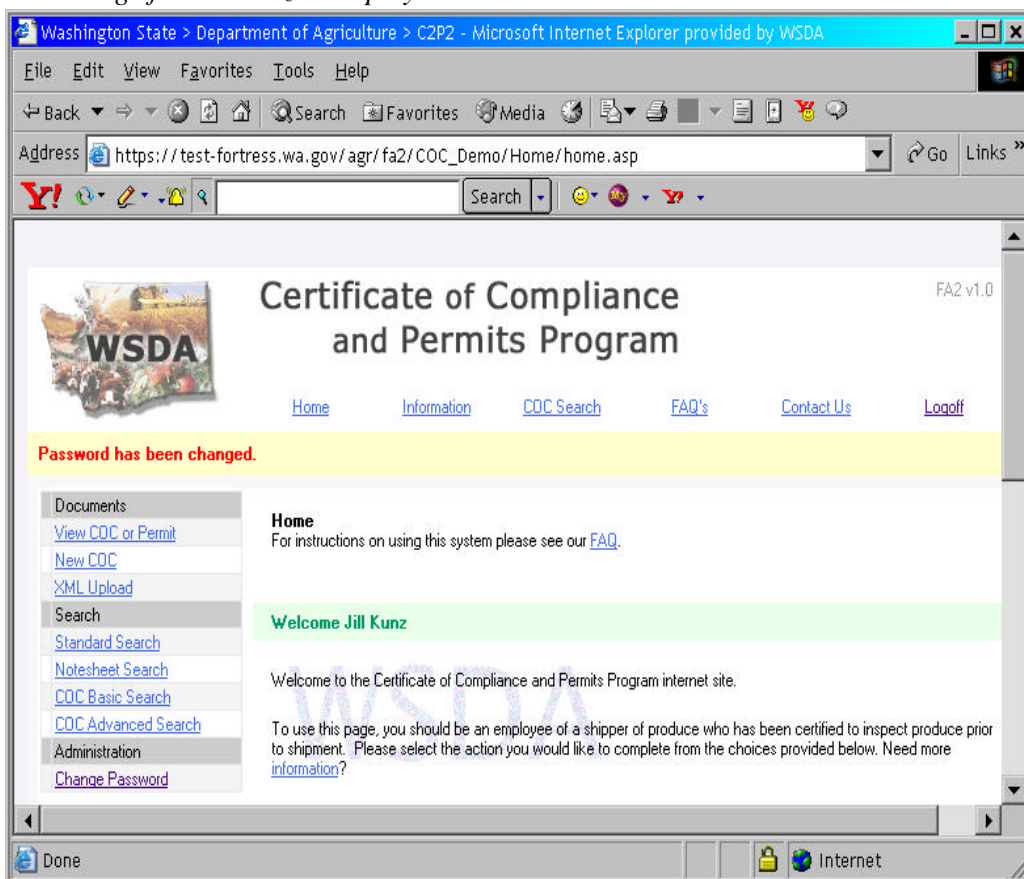 Washington State > Department of Agriculture > C2P2 - Microsoft Internet Explorer provided by WSDA
File Edit View Favorites Tools Help
Back Search Favorites Media
Address https://test-fortress.wa.gov/agr/fa2/COC_Demo/Home/home.asp Go Links »
Y! Search
WSDA
Certificate of Compliance
and Permits Program
FA2 v1.0
Home Information COC Search FAQ's Contact Us Logoff
Password has been changed.
Documents
View COC or Permit
New COC
XML Upload
Search
Standard Search
Notesheet Search
COC Basic Search
COC Advanced Search
Administration
Change Password
Home
For instructions on using this system please see our FAQ.
Welcome Jill Kunz
WSDA
Welcome to the Certificate of Compliance and Permits Program internet site.
To use this page, you should be an employee of a shipper of produce who has been certified to inspect produce prior
to shipment. Please select the action you would like to complete from the choices provided below. Need more
information?
Done Internet